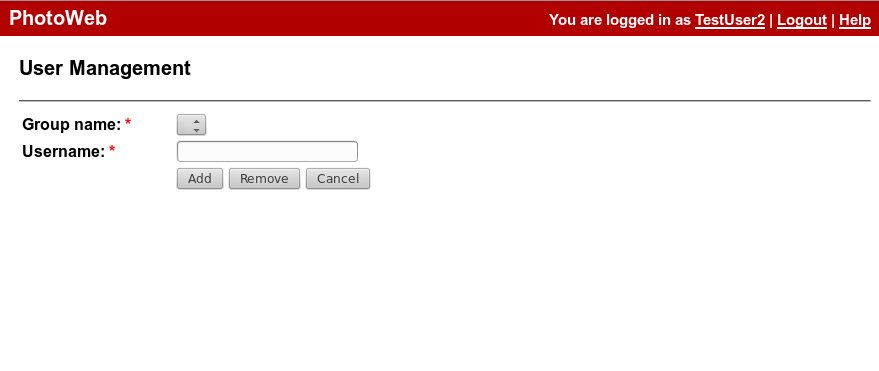 PhotoWeb
You are logged in as TestUser2 | Logout | Help
User Management
Group name: *
Username: *
Add Remove Cancel